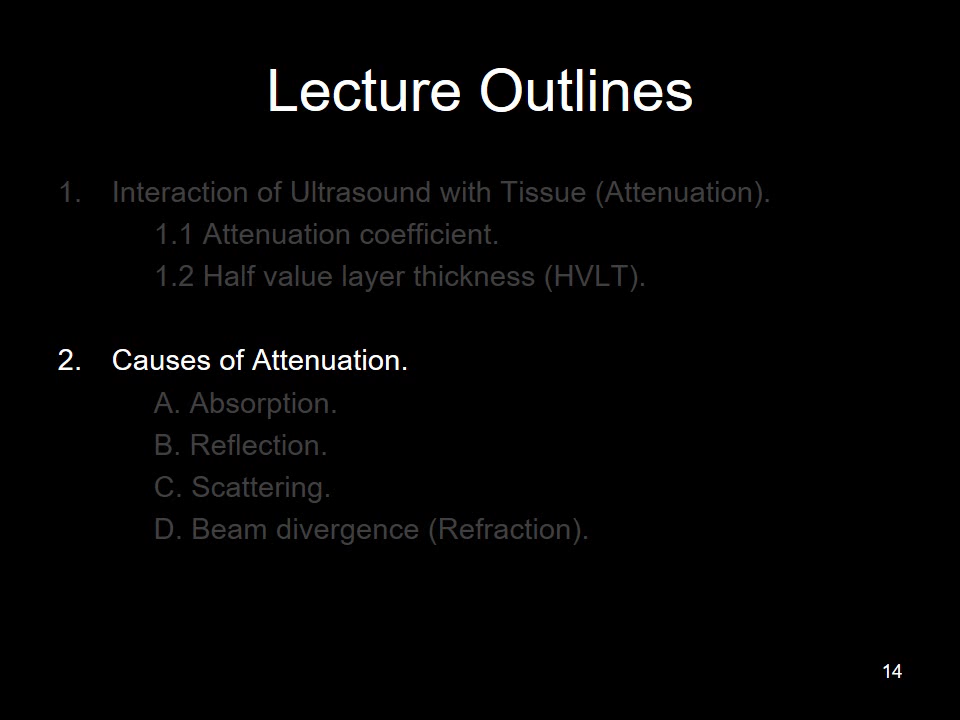 Lecture Outlines
1. Interaction of Ultrasound with Tissue (Attenuation).
1.1 Attenuation coefficient.
1.2 Half value layer thickness (HVLT).
2. Causes of Attenuation.
A. Absorption.
B. Reflection.
C. Scattering.
D. Beam divergence (Refraction).
14